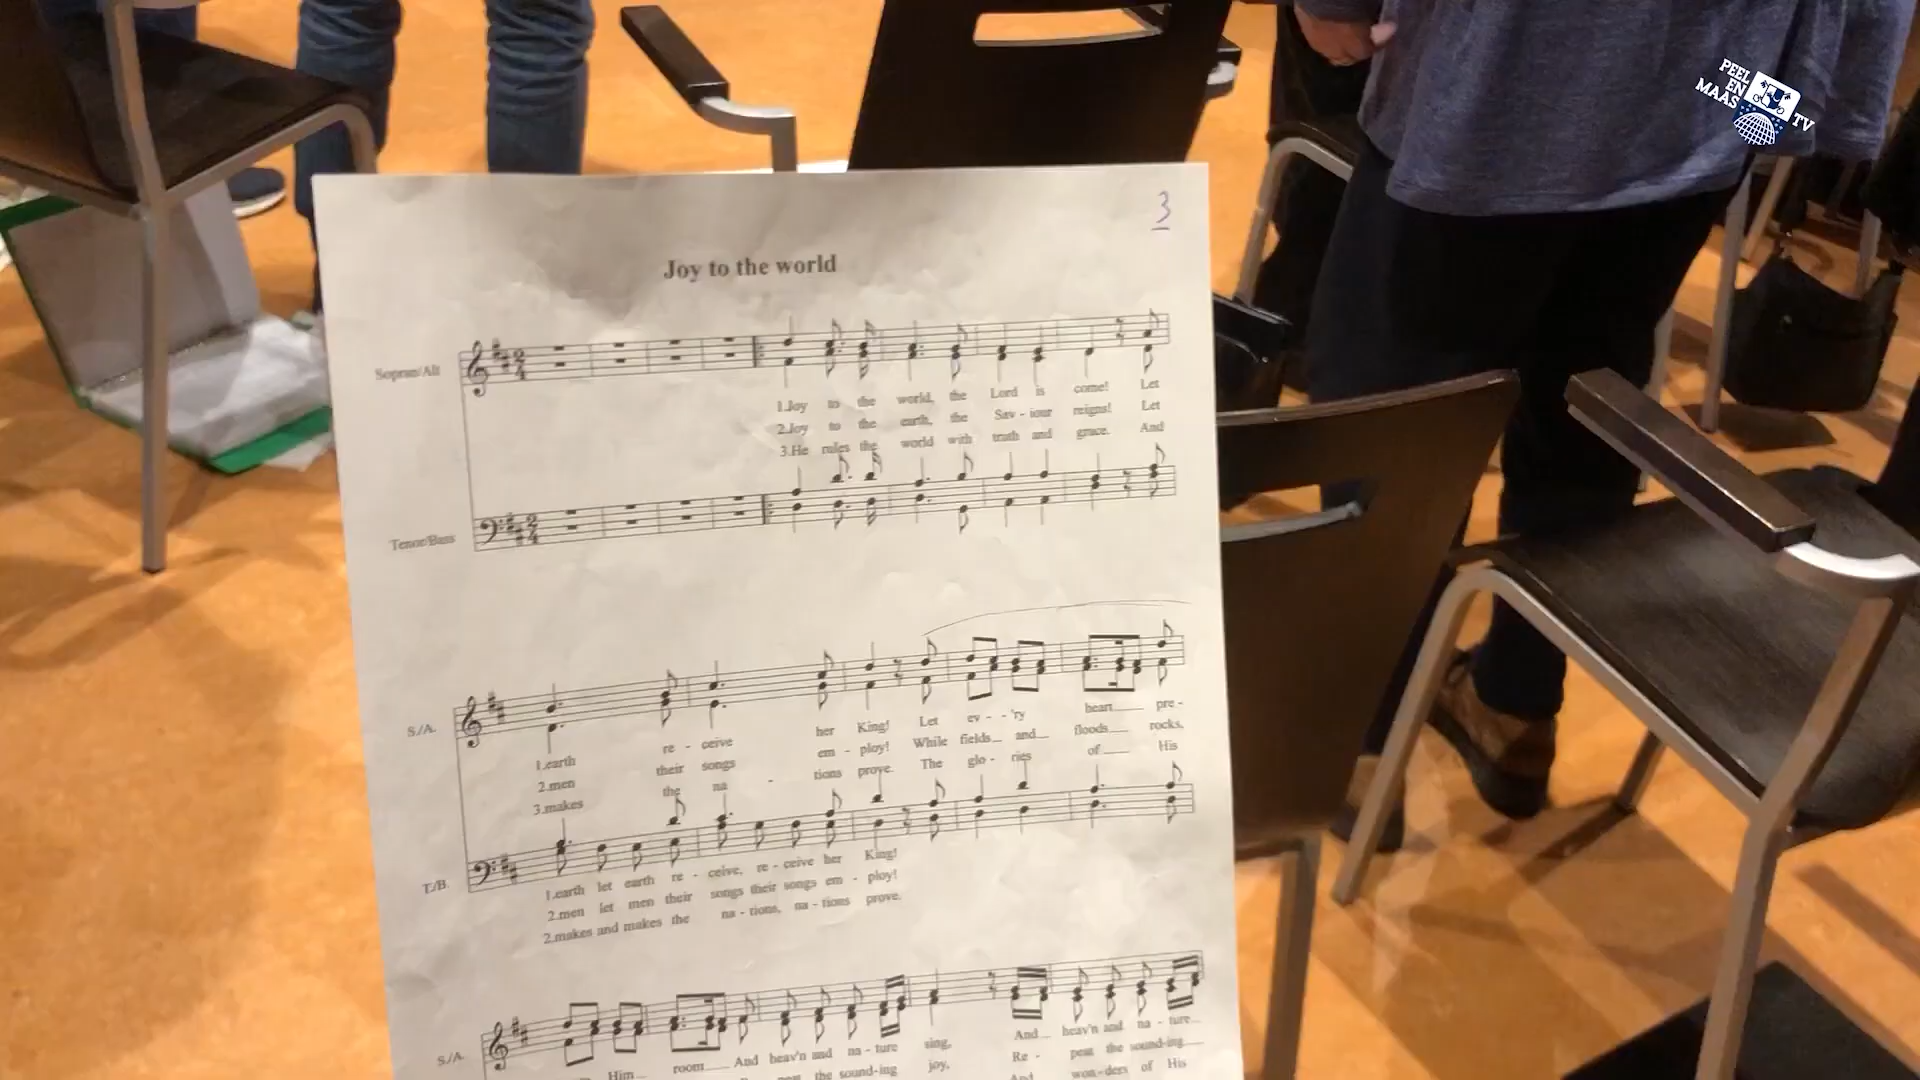 PEEL
EN
MAAS
TV
3
Joy to the world
Sopran/Alt
1.Joy to the world, the Lord is come! Let
2.Joy to the earth, the Sav - iour reigns! Let
3.He rules the world with truth and grace. And
Tenor/Bass
S./A.
1.earth re - ceive her King! Let ev - - 'ry heart pre -
2.men their songs em - ploy! While fields and floods rocks,
3.makes the na - tions prove. The glo - ries of His
T./B.
1.earth let earth re - ceive, re - ceive her King!
2.men let men their songs their songs em - ploy!
2.makes and makes the na - tions, na - tions prove.
S./A.
Him room And heav'n and na - ture sing, And heav'n and na - ture
the sound-ing joy, Re - peat the sound-ing
And won-ders of His